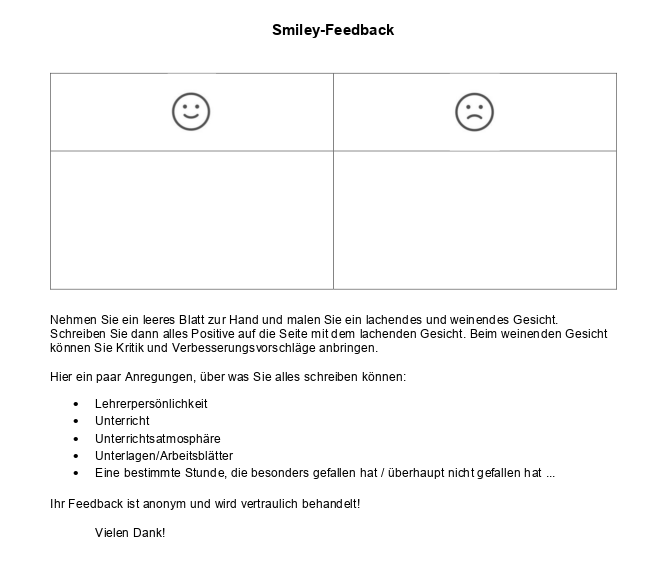 Smiley-Feedback
Nehmen Sie ein leeres Blatt zur Hand und malen Sie ein lachendes und weinendes Gesicht.
Schreiben Sie dann alles Positive auf die Seite mit dem lachenden Gesicht. Beim weinenden Gesicht
können Sie Kritik und Verbesserungsvorschläge anbringen.
Hier ein paar Anregungen, über was Sie alles schreiben können:
• Lehrerpersönlichkeit
• Unterricht
• Unterrichtsatmosphäre
• Unterlagen/Arbeitsblätter
• Eine bestimmte Stunde, die besonders gefallen hat / überhaupt nicht gefallen hat ...
Ihr Feedback ist anonym und wird vertraulich behandelt!
Vielen Dank!